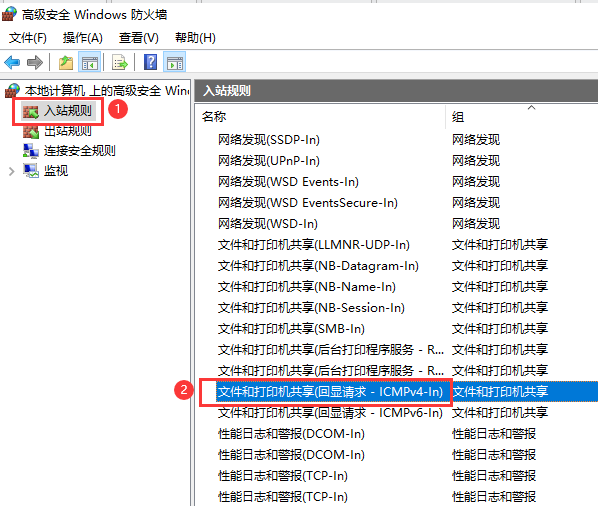 高级安全 Windows 防火墙
文件(F) 操作(A) 查看(V) 帮助(H)
本地计算机 上的高级安全 Win
入站规则
1
出站规则
连接安全规则
监视
入站规则
名称 组
网络发现(SSDP-In) 网络发现
网络发现(UPnP-In) 网络发现
网络发现(WSD Events-In) 网络发现
网络发现(WSD EventsSecure-In) 网络发现
网络发现(WSD-In) 网络发现
文件和打印机共享(LLMNR-UDP-In) 文件和打印机共享
文件和打印机共享(NB-Datagram-In) 文件和打印机共享
文件和打印机共享(NB-Name-In) 文件和打印机共享
文件和打印机共享(NB-Session-In) 文件和打印机共享
文件和打印机共享(SMB-In) 文件和打印机共享
文件和打印机共享(后台打印程序服务 - R... 文件和打印机共享
文件和打印机共享(后台打印程序服务 - R... 文件和打印机共享
2 文件和打印机共享(回显请求 - ICMPv4-In) 文件和打印机共享
文件和打印机共享(回显请求 - ICMPv6-In) 文件和打印机共享
性能日志和警报(DCOM-In) 性能日志和警报
性能日志和警报(DCOM-In) 性能日志和警报
性能日志和警报(TCP-In) 性能日志和警报
性能日志和警报(TCP-In) 性能日志和警报